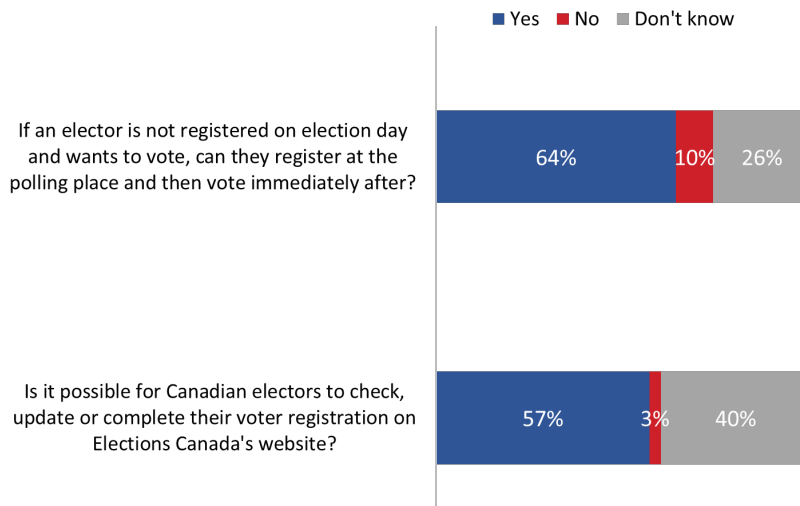 Yes No Don't know
If an elector is not registered on election day
and wants to vote, can they register at the
polling place and then vote immediately after?
64% 10% 26%
Is it possible for Canadian electors to check,
update or complete their voter registration on
Elections Canada's website?
57% 3% 40%